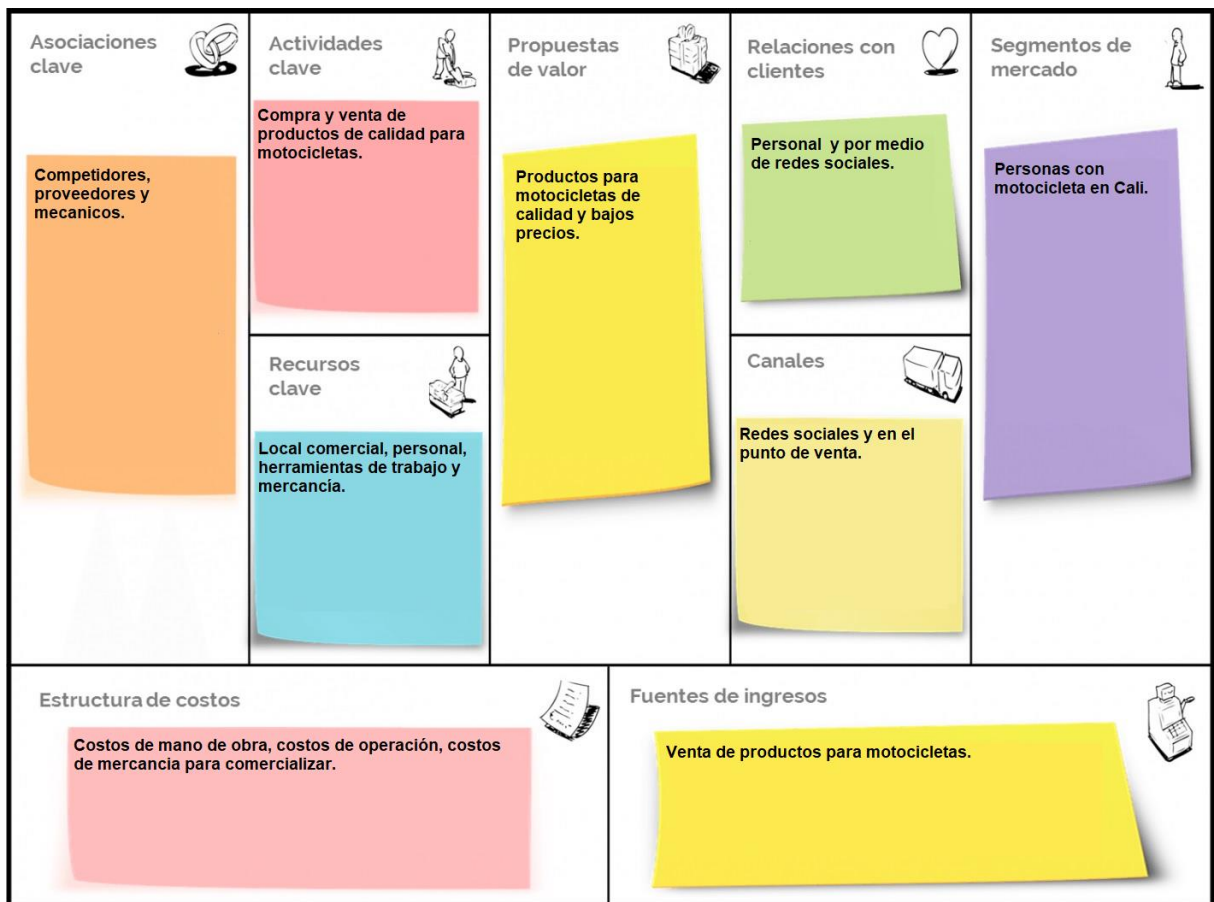 Asociaciones
clave
Competidores,
proveedores y
mecanicos.
Actividades
clave
Compra y venta de
productos de calidad para
motocicletas.
Recursos
clave
Local comercial, personal,
herramientas de trabajo y
mercancía.
Propuestas
de valor
Productos para
motocicletas de
calidad y bajos
precios.
Relaciones con
clientes
Personal y por medio
de redes sociales.
Canales
Redes sociales y en el
punto de venta.
Segmentos de
mercado
Personas con
motocicleta en Cali.
Estructura de costos
Costos de mano de obra, costos de operación, costos
de mercancia para comercializar.
Fuentes de ingresos
Venta de productos para motocicletas.